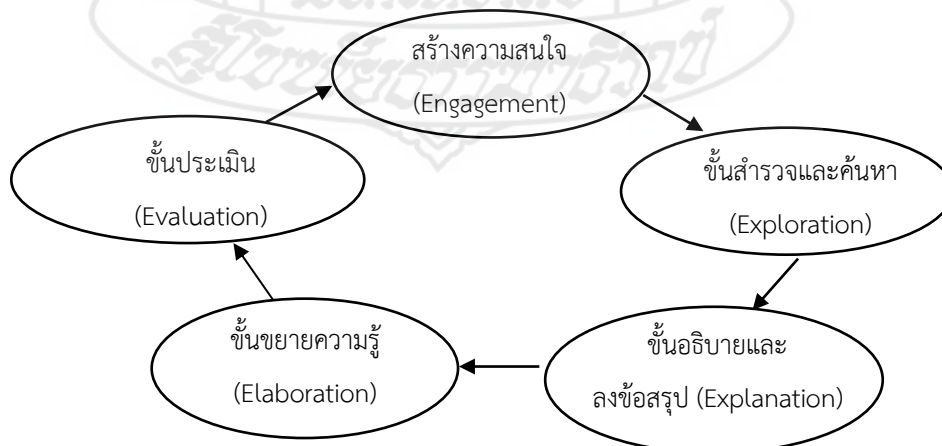 สร้างความสนใจ
(Engagement)
ขั้นสำรวจและค้นหา
(Exploration)
ขั้นอธิบายและ
ลงข้อสรุป (Explanation)
ขั้นขยายความรู้
(Elaboration)
ขั้นประเมิน
(Evaluation)